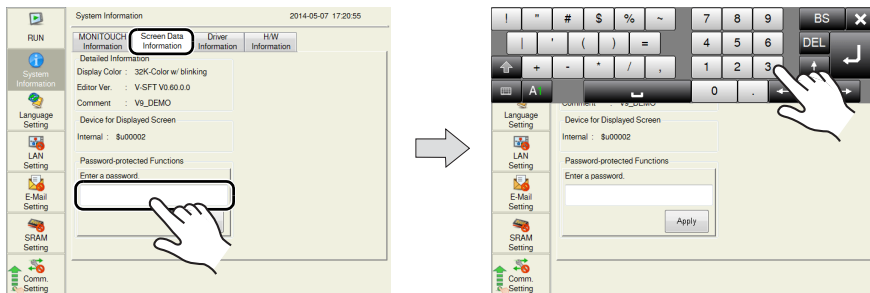 System Information 2014-05-07 17:20:55
RUN
System
Information
Language
Setting
LAN
Setting
E-Mail
Setting
SRAM
Setting
Comm.
Setting
MONITOUCH
Information
Screen Data
Information
Driver
Information
H/W
Information
Detailed Information
Display Color : 32K-Color w/ blinking
Editor Ver. : V-SFT V0.60.0.0
Comment : V9_DEMO
Device for Displayed Screen
Internal : $u00002
Password-protected Functions
Enter a password.
! " # $ % ~ 7 8 9 BS X
| ' ( ) = 4 5 6 DEL
+ - * / , 1 2 3
A1 0 .
Comment : V9_DEMO
Language
Setting
LAN
Setting
E-Mail
Setting
SRAM
Setting
Comm.
Setting
Device for Displayed Screen
Internal : $u00002
Password-protected Functions
Enter a password.
Apply